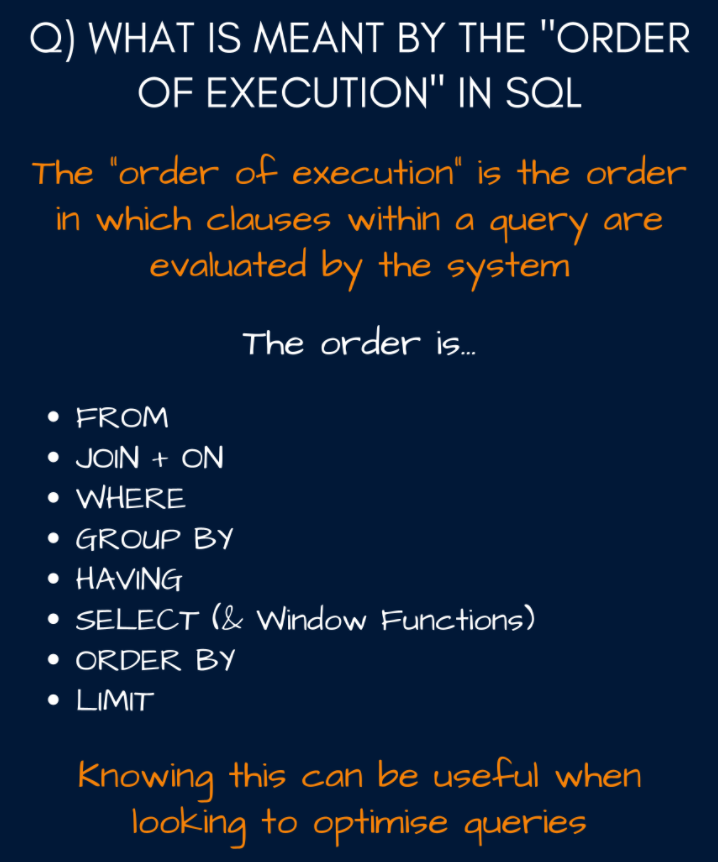 Q) WHAT IS MEANT BY THE "ORDER
OF EXECUTION" IN SQL
The "order of execution" is the order
in which clauses within a query are
evaluated by the system
The order is...
• FROM
• JOIN + ON
• WHERE
• GROUP BY
• HAVING
• SELECT (& Window Functions)
• ORDER BY
• LIMIT
Knowing this can be useful when
looking to optimise queries